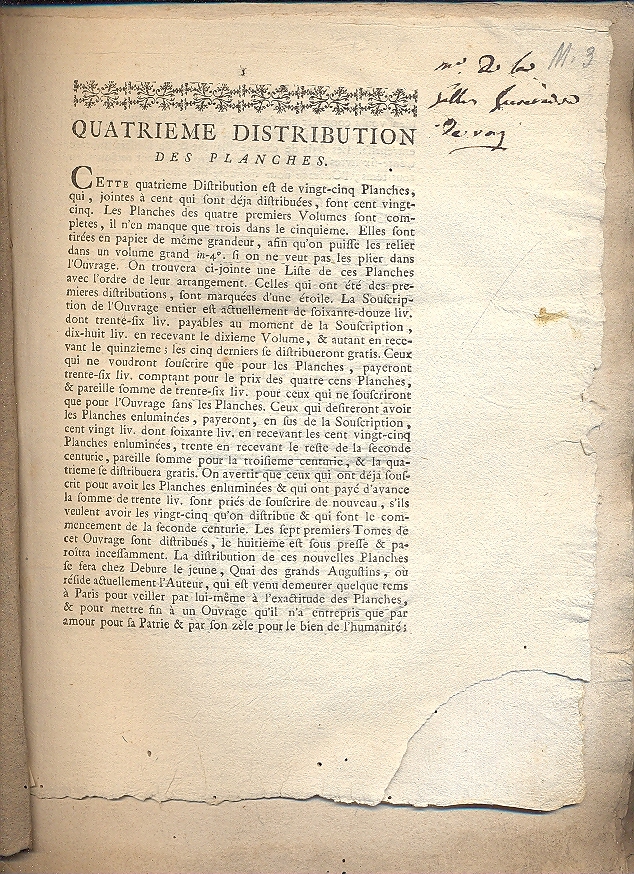 M. 3
QUATRIEME DISTRIBUTION
DES PLANCHES.
CETTE quatrieme Diſtribution eſt de vingt-cinq Planches,
qui, jointes à cent qui ſont déja diſtribuées, font cent vingt-
cinq. Les Planches des quatre premiers Volumes ſont com-
pletes, il n'en manque que trois dans le cinquieme. Elles ſont
tirées en papier de même grandeur, afin qu'on puiſſe les relier
dans un volume grand in-4°. ſi on ne veut pas les plier dans
l'Ouvrage. On trouvera ci-jointe une Liſte de ces Planches
avec l'ordre de leur arrangement. Celles qui ont été des pre-
mieres diſtributions, ſont marquées d'une étoile. La Souſcrip-
tion de l'Ouvrage entier eſt actuellement de ſoixante-douze liv.
dont trente-ſix liv. payables au moment de la Souſcription,
dix-huit liv. en recevant le dixieme Volume, & autant en rece-
vant le quinzieme; les cinq derniers ſe diſtribueront gratis. Ceux
qui ne voudront ſouſcrire que pour les Planches, payeront
trente-ſix liv. comptant pour le prix des quatre cens Planches,
& pareille ſomme de trente-ſix liv. pour ceux qui ne ſouſcriront
que pour l'Ouvrage ſans les Planches. Ceux qui deſireront avoir
les Planches enluminées, payeront, en ſus de la Souſcription,
cent vingt liv. dont ſoixante liv. en recevant les cent vingt-cinq
Planches enluminées, trente en recevant le reſte de la ſeconde
centurie, pareille ſomme pour la troiſieme centurie, & la qua-
trieme ſe diſtribuera gratis. On avertit que ceux qui ont déja ſouſ-
crit pour avoir les Planches enluminées & qui ont payé d'avance
la ſomme de trente liv. ſont priés de ſouſcrire de nouveau, s'ils
veulent avoir les vingt-cinq qu'on diſtribue & qui font le com-
mencement de la ſeconde centurie. Les ſept premiers Tomes de
cet Ouvrage ſont diſtribués, le huitieme eſt ſous preſſe & pa-
roîtra inceſſamment. La diſtribution de ces nouvelles Planches
ſe fera chez Debure le jeune, Quai des grands Auguſtins, où
réſide actuellement l'Auteur, qui eſt venu demeurer quelque tems
à Paris pour veiller par lui-même à l'exactitude des Planches,
& pour mettre fin à un Ouvrage qu'il n'a entrepris que par
amour pour ſa Patrie & par ſon zèle pour le bien de l'humanité;